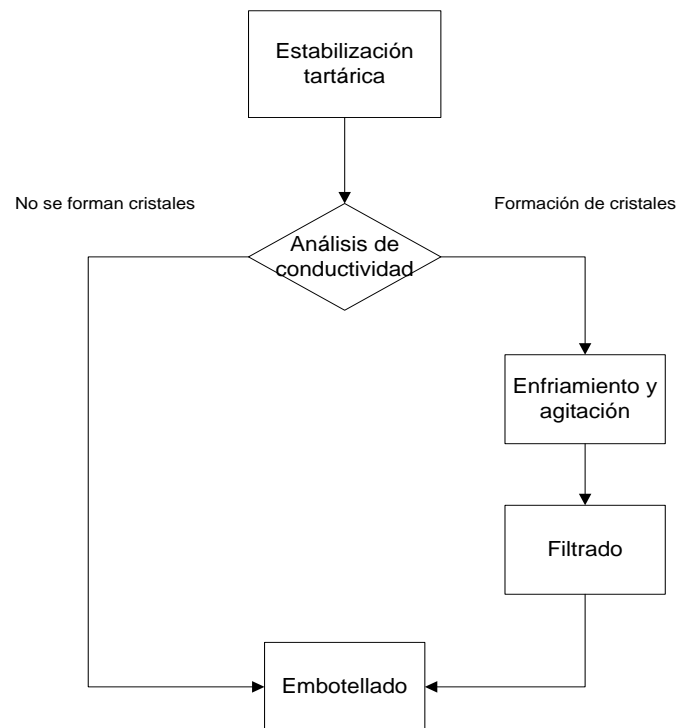 Estabilización
tartárica
No se forman cristales
Formación de cristales
Análisis de
conductividad
Enfriamiento y
agitación
Filtrado
Embotellado